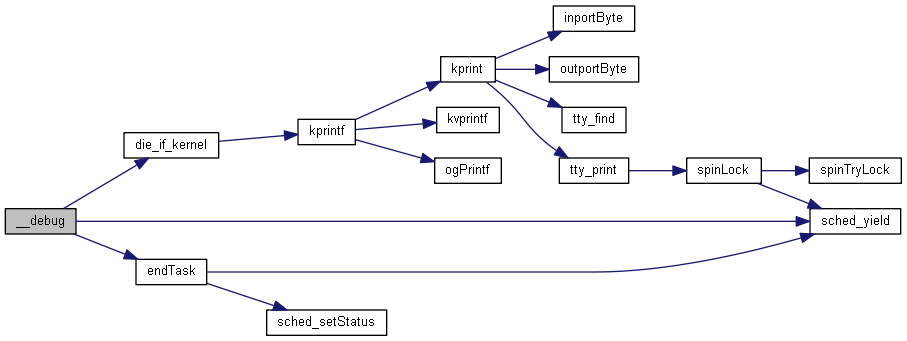 inportByte
kprint
outportByte
kvprintf
tty_find
kprintf
die_if_kernel
ogPrintf
tty_print
spinLock
spinTryLock
__debug
sched_yield
endTask
sched_setStatus